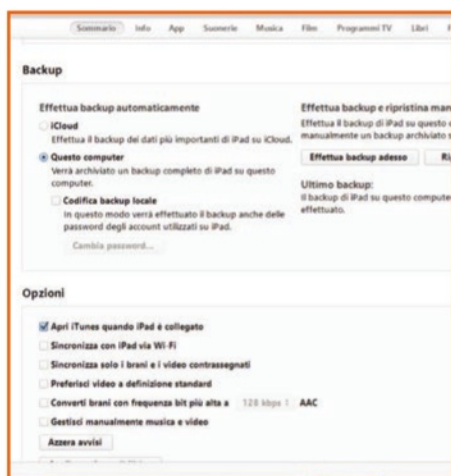 Sommario Info App Suonerie Musica Film Programmi TV Libri
Backup
Effettua backup automaticamente
iCloud
Effettua il backup dei dati più importanti di iPad su iCloud.
Questo computer
Verrà archiviato un backup completo di iPad su questo
computer.
Codifica backup locale
In questo modo verrà effettuato il backup anche delle
password degli account utilizzati su iPad.
Cambia password...
Effettua backup e ripristina man
Effettua il backup di iPad su questo
manualmente un backup archiviato
Effettua backup adesso
Ultimo backup:
Il backup di iPad su questo compute
effettuato.
Opzioni
Apri iTunes quando iPad è collegato
Sincronizza con iPad via Wi-Fi
Sincronizza solo i brani e i video contrassegnati
Preferisci video a definizione standard
Converti brani con frequenza bit più alta a 128 kbps AAC
Gestisci manualmente musica e video
Azzera avvisi